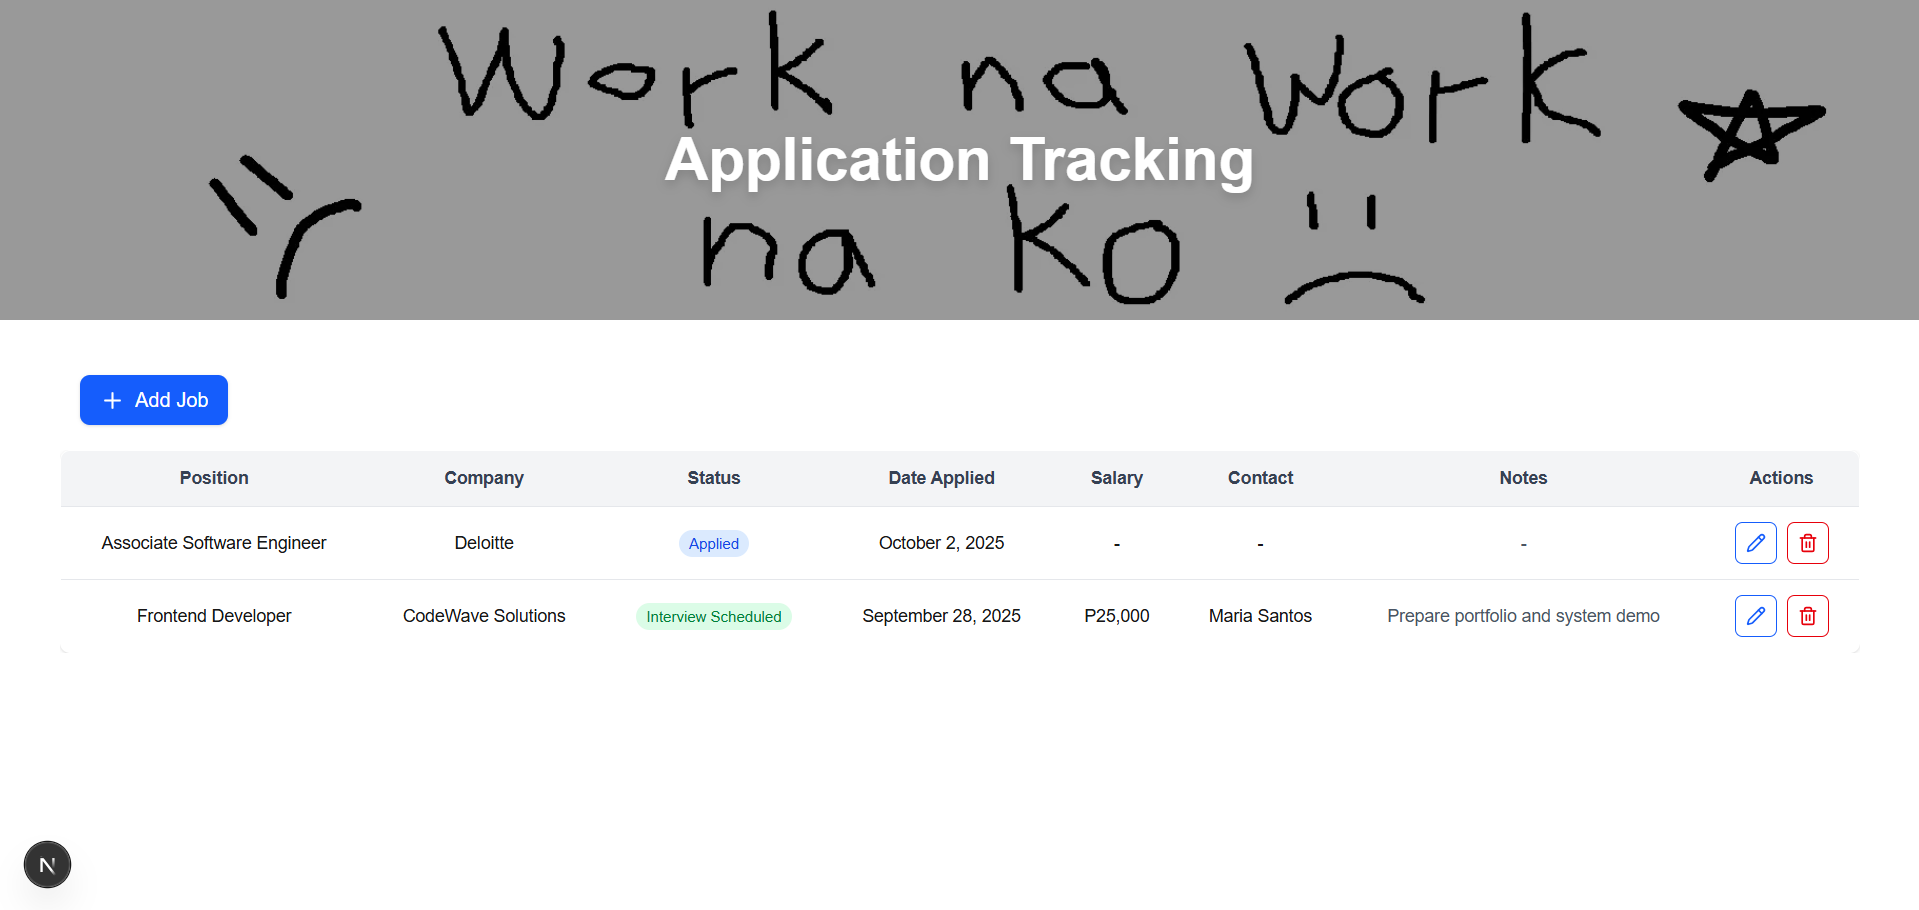 Work na Work
Application Tracking
na ko
Add Job
Position Company Status Date Applied Salary Contact Notes Actions
Associate Software Engineer Deloitte Applied October 2, 2025 - - -
Frontend Developer CodeWave Solutions Interview Scheduled September 28, 2025 P25,000 Maria Santos Prepare portfolio and system demo
N